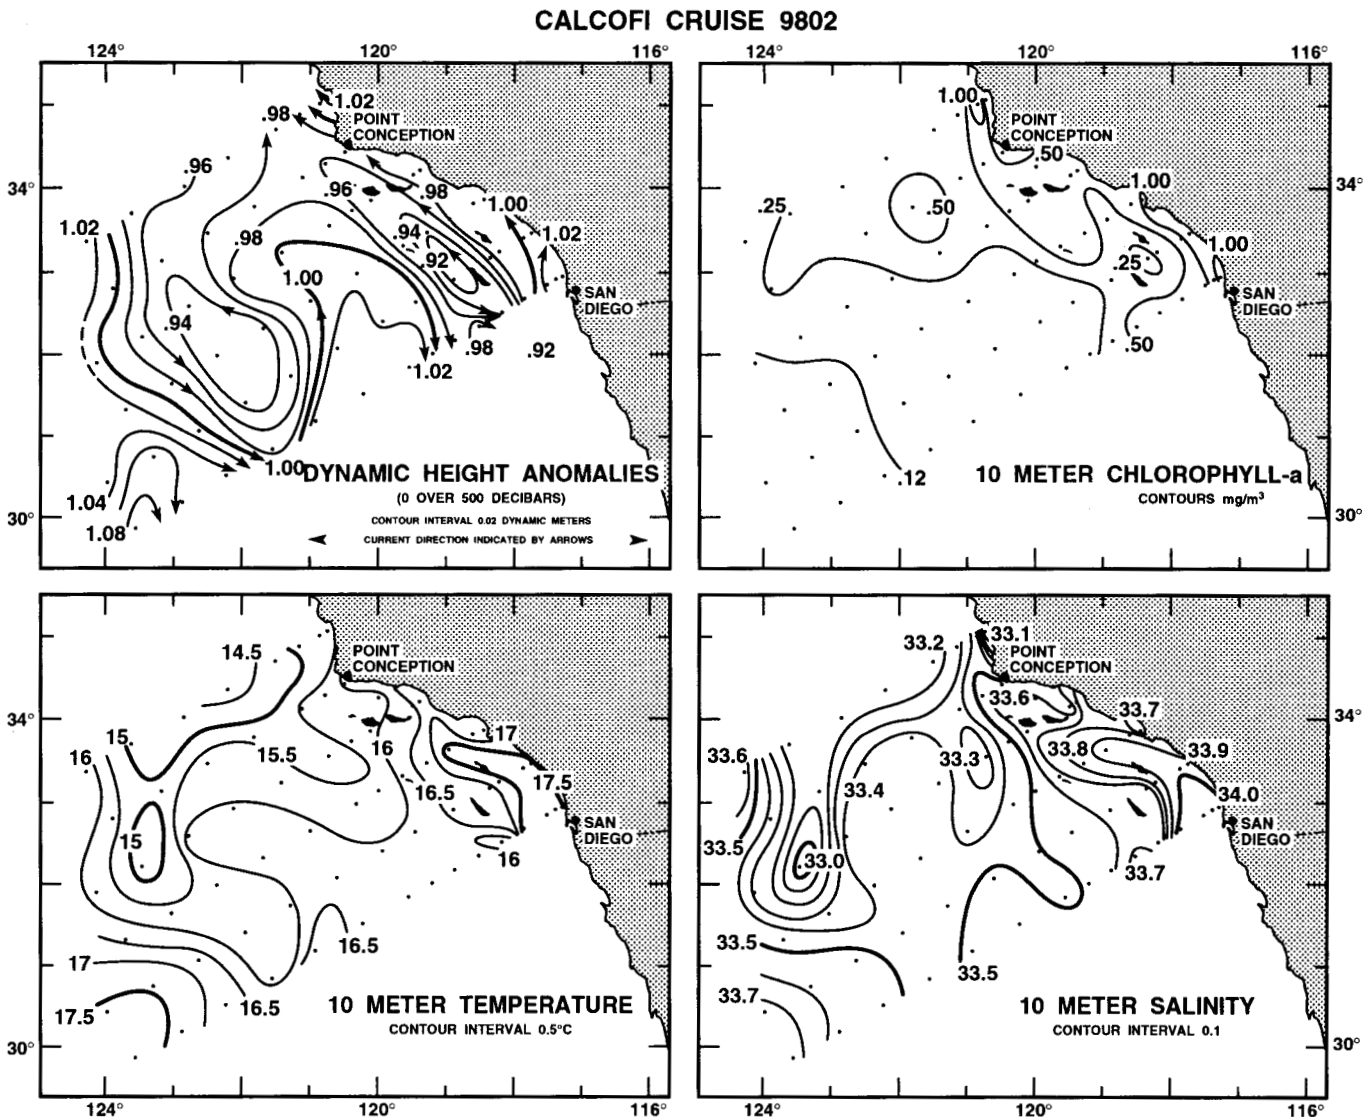 CALCOFI CRUISE 9802
124° 120° 116°
1.02
.98
POINT
CONCEPTION
.96
34°
.96
.98
1.00
1.02
.98
.94
1.02
.92
1.00
SAN
DIEGO
.94
.98
.92
1.02
1.00
DYNAMIC HEIGHT ANOMALIES
(0 OVER 500 DECIBARS)
1.04
CONTOUR INTERVAL 0.02 DYNAMIC METERS
30°
1.08
CURRENT DIRECTION INDICATED BY ARROWS
124° 120° 116°
1.00
POINT
CONCEPTION
.50
1.00
34°
.25
.50
1.00
.25
SAN
DIEGO
.50
.12
10 METER CHLOROPHYLL-a
CONTOURS mg/m³
30°
14.5
POINT
CONCEPTION
34°
15
16
15.5
16
17
17.5
16.5
SAN
DIEGO
15
16
16.5
17
16.5
17.5
10 METER TEMPERATURE
CONTOUR INTERVAL 0.5°C
30°
124° 120° 116°
33.2
33.1
POINT
CONCEPTION
33.6
33.7
34°
33.6
33.3
33.8
33.9
33.4
34.0
SAN
DIEGO
33.5
33.0
33.7
33.5
33.5
33.7
10 METER SALINITY
CONTOUR INTERVAL 0.1
30°
124° 120° 116°